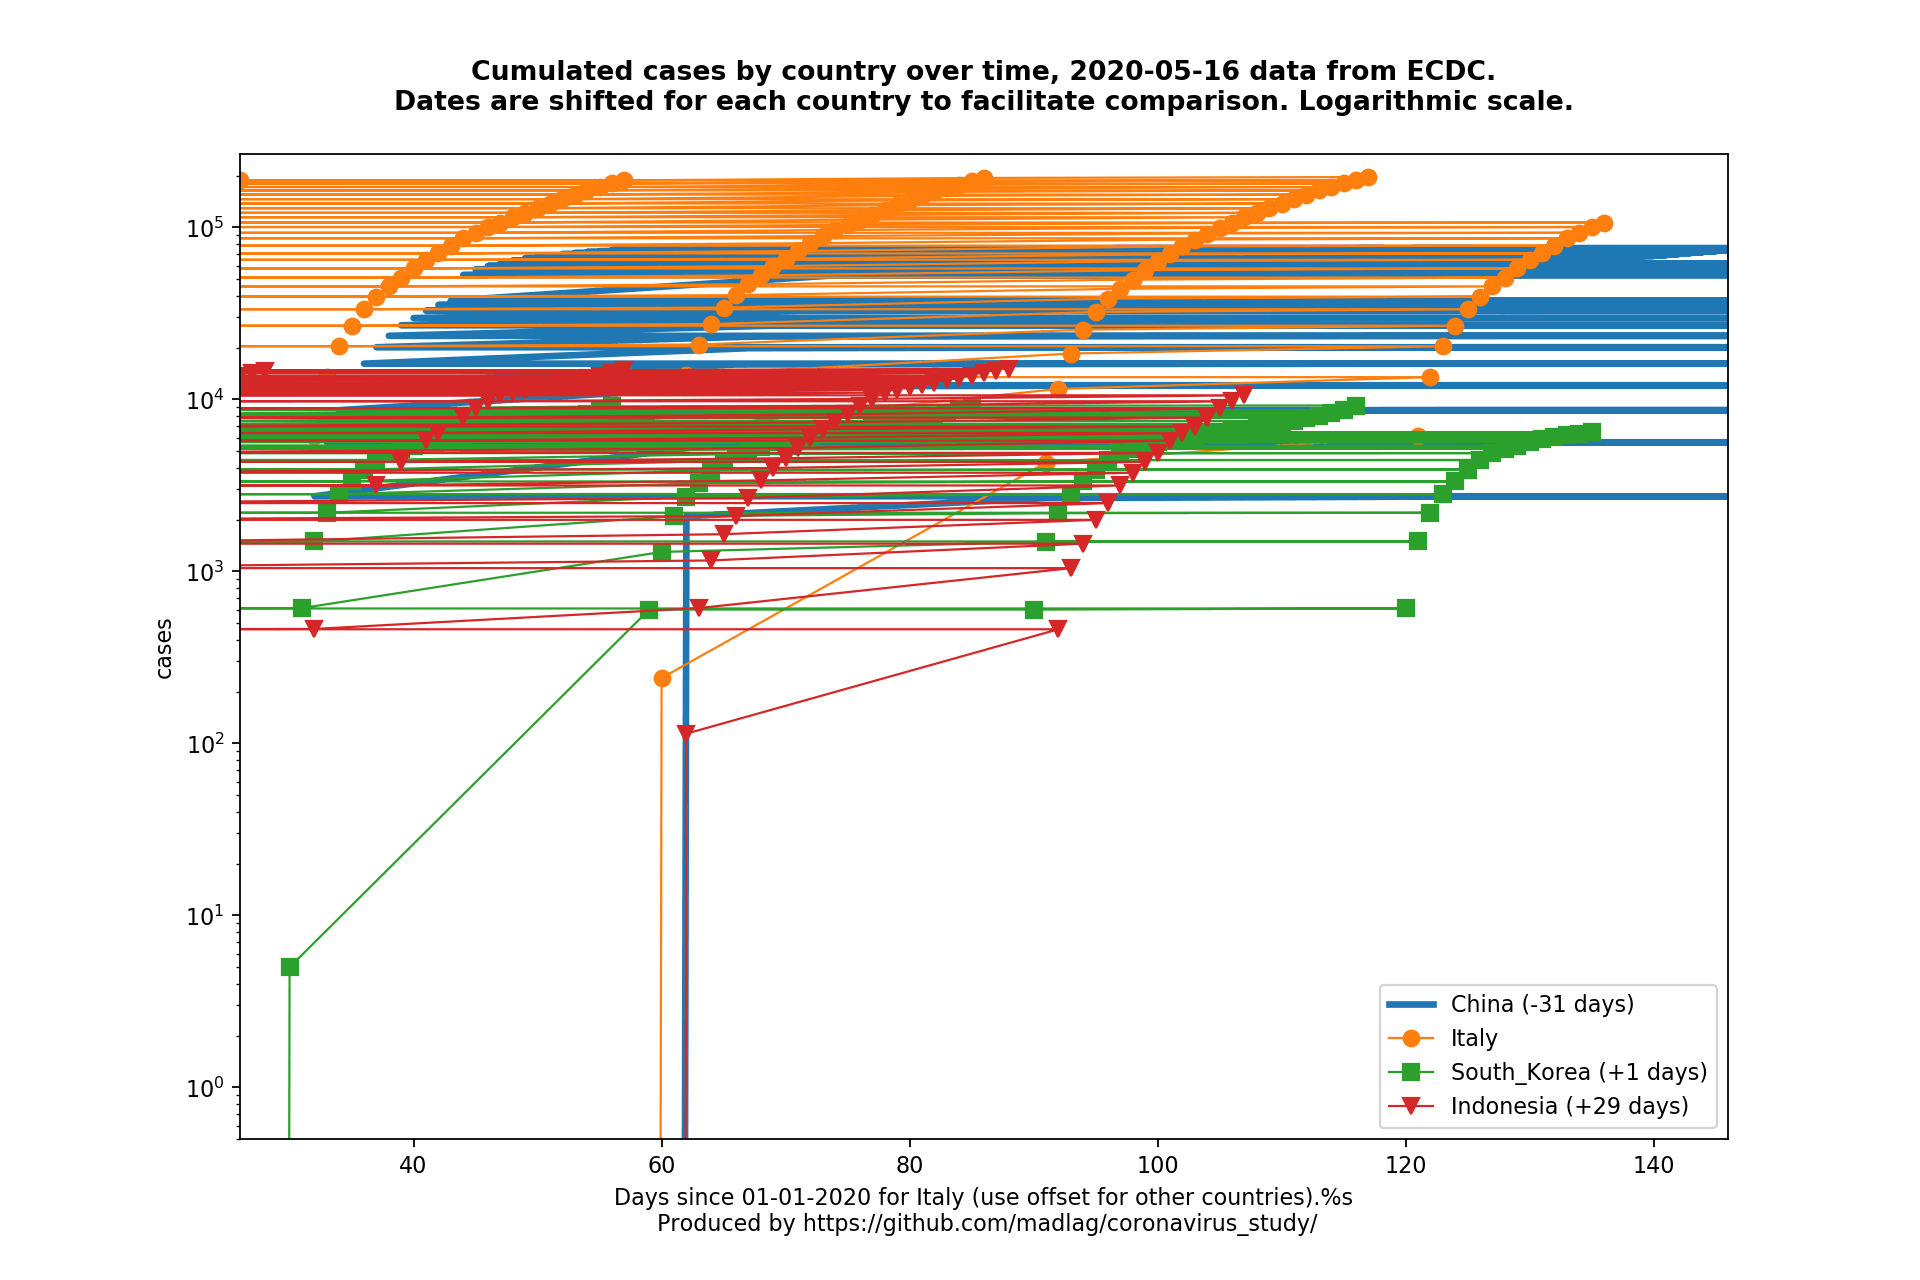 Cumulated cases by country over time, 2020-05-16 data from ECDC.
Dates are shifted for each country to facilitate comparison. Logarithmic scale.
10^5
10^4
10^3
10^2
10^1
10^0
cases
40 60 80 100 120 140
China (-31 days)
Italy
South_Korea (+1 days)
Indonesia (+29 days)
Days since 01-01-2020 for Italy (use offset for other countries).%s
Produced by https://github.com/madlag/coronavirus_study/